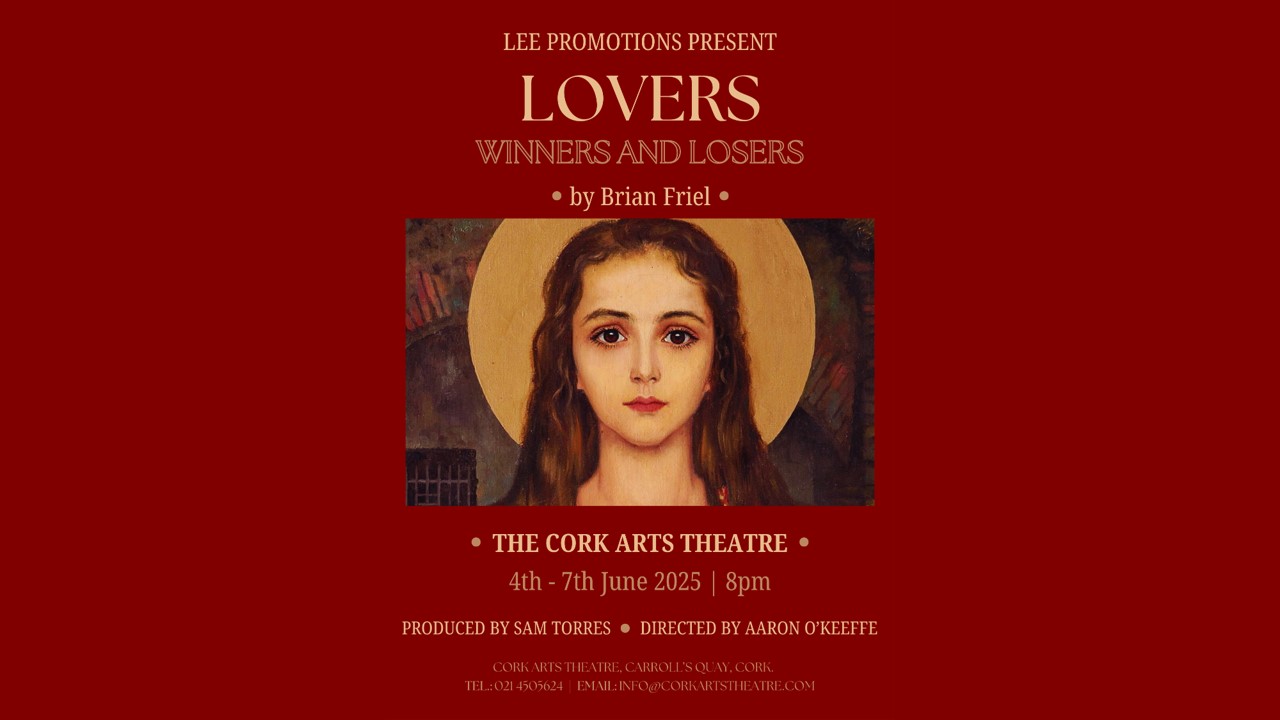 LEE PROMOTIONS PRESENT
LOVERS
WINNERS AND LOSERS
• by Brian Friel •
• THE CORK ARTS THEATRE •
4th - 7th June 2025 | 8pm
PRODUCED BY SAM TORRES • DIRECTED BY AARON O'KEEFFE
CORK ARTS THEATRE, CARROLL'S QUAY, CORK.
TEL.: 021 4505624 | EMAIL: INFO@CORKARTSTHEATRE.COM